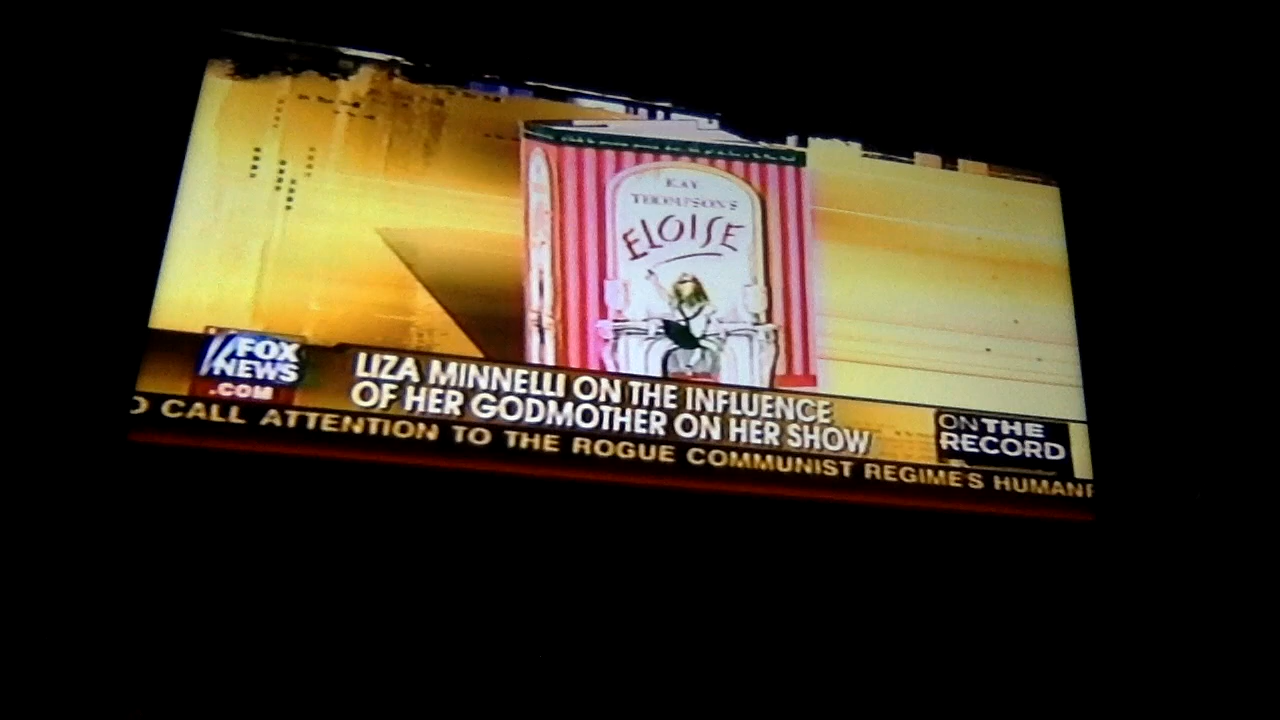 KAY
THOMPSON'S
ELOISE
FOX
NEWS
.COM
LIZA MINNELLI ON THE INFLUENCE
OF HER GODMOTHER ON HER SHOW
ON THE
RECORD
CALL ATTENTION TO THE ROGUE COMMUNIST REGIME'S HUMAN